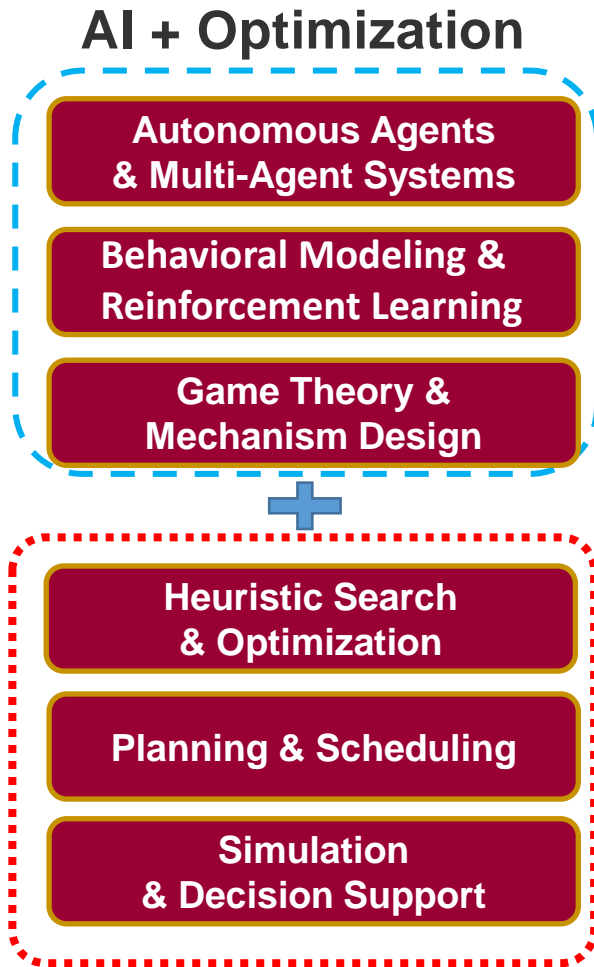 AI + Optimization
Autonomous Agents
& Multi-Agent Systems
Behavioral Modeling &
Reinforcement Learning
Game Theory &
Mechanism Design
Heuristic Search
& Optimization
Planning & Scheduling
Simulation
& Decision Support